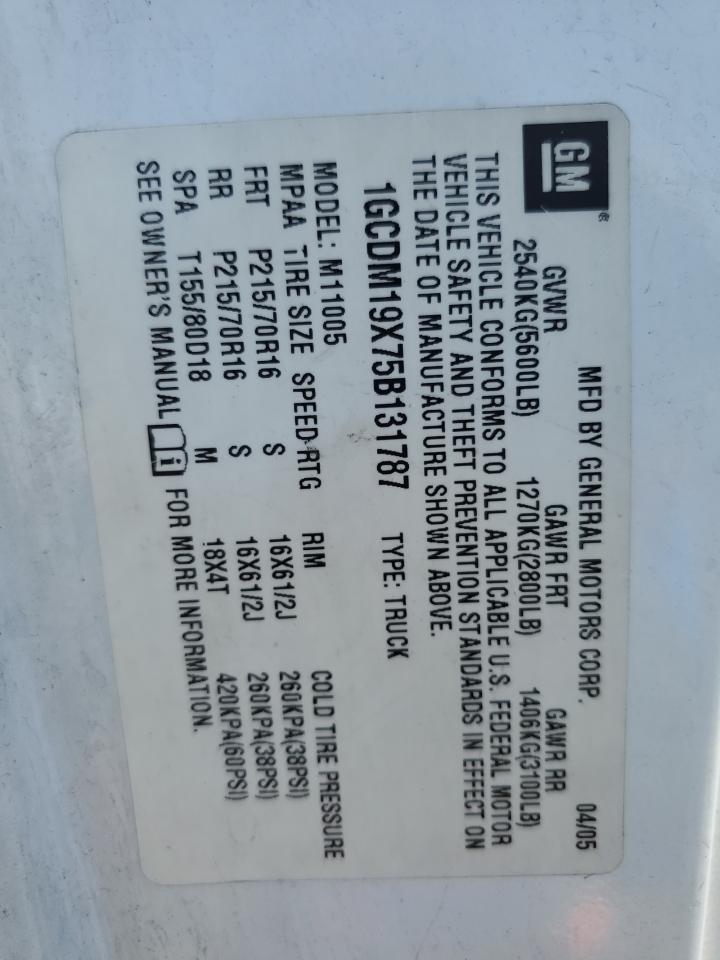 GM®
MFD BY GENERAL MOTORS CORP. 04/05
GVWR GAWR FRT GAWR RR
2540KG(5600LB) 1270KG(2800LB) 1406KG(3100LB)
THIS VEHICLE CONFORMS TO ALL APPLICABLE U.S. FEDERAL MOTOR
VEHICLE SAFETY AND THEFT PREVENTION STANDARDS IN EFFECT ON
THE DATE OF MANUFACTURE SHOWN ABOVE.
1GCDM19X75B131787 TYPE: TRUCK
MODEL: M11005
MPAA TIRE SIZE SPEED RTG RIM COLD TIRE PRESSURE
FRT P215/70R16 S 16X61/2J 260KPA(38PSI)
RR P215/70R16 S 16X61/2J 260KPA(38PSI)
SPA T155/80D18 M 18X4T 420KPA(60PSI)
SEE OWNER'S MANUAL i FOR MORE INFORMATION.